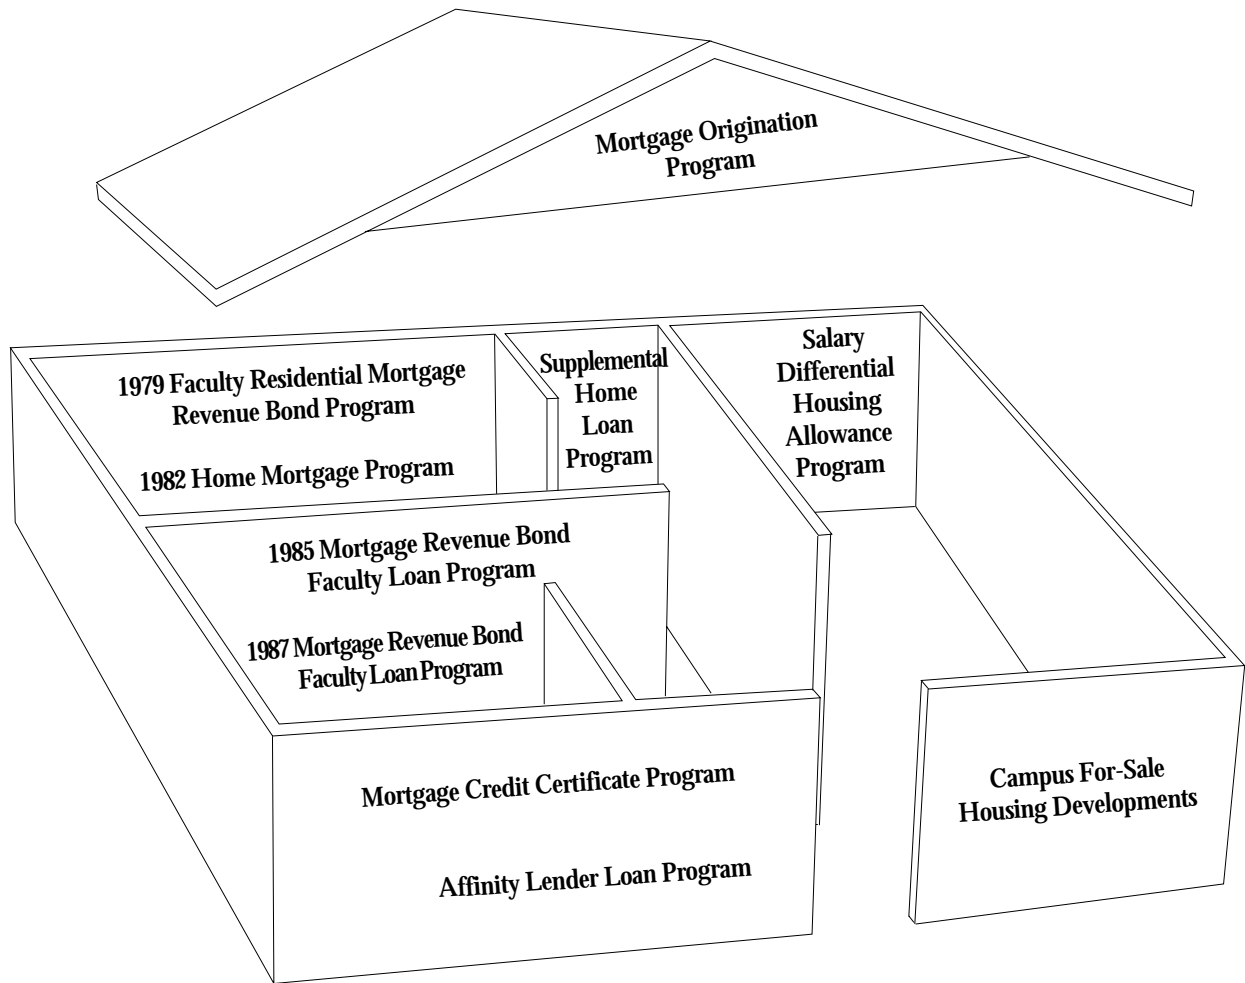 Mortgage Origination
Program
1979 Faculty Residential Mortgage
Revenue Bond Program
1982 Home Mortgage Program
Supplemental
Home
Loan
Program
Salary
Differential
Housing
Allowance
Program
1985 Mortgage Revenue Bond
Faculty Loan Program
1987 Mortgage Revenue Bond
Faculty Loan Program
Mortgage Credit Certificate Program
Affinity Lender Loan Program
Campus For-Sale
Housing Developments